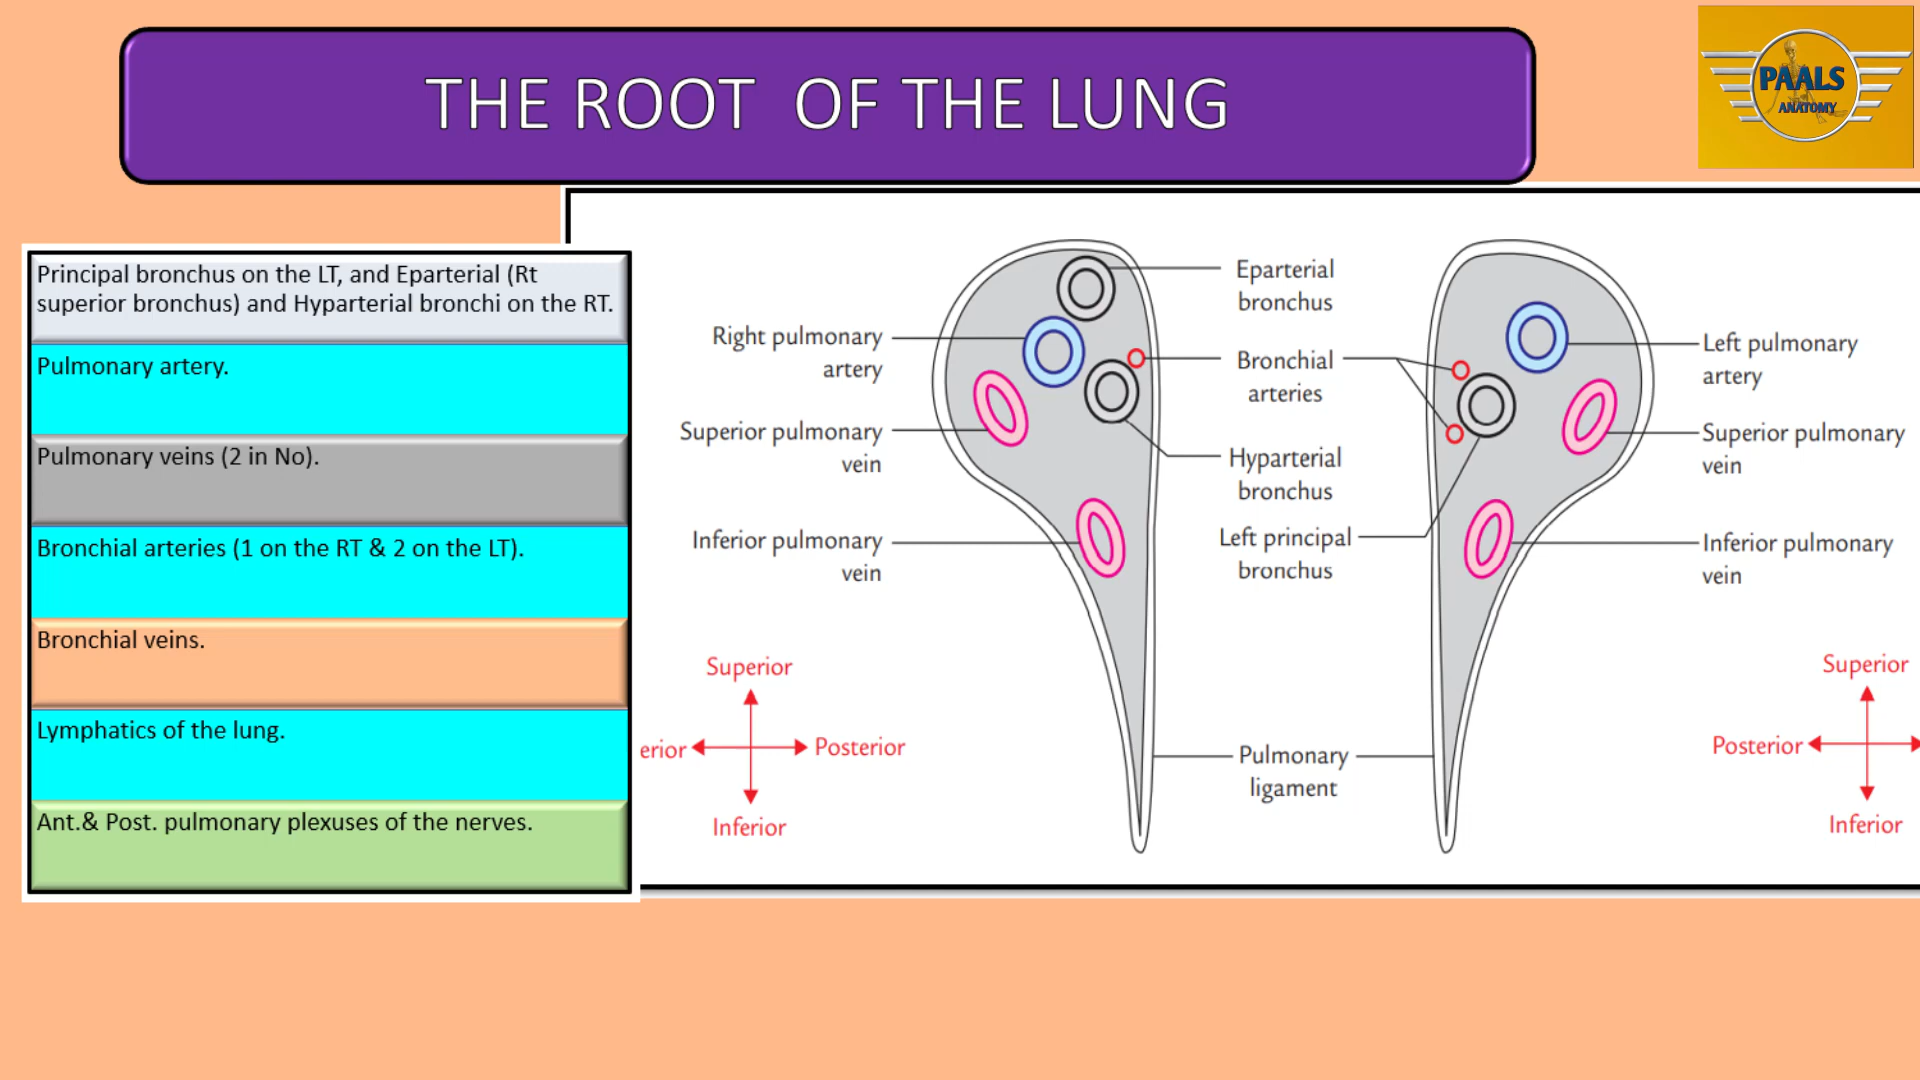 THE ROOT OF THE LUNG
PAALS
ANATOMY
Principal bronchus on the LT, and Eparterial (Rt
superior bronchus) and Hyparterial bronchi on the RT.
Pulmonary artery.
Pulmonary veins (2 in No).
Bronchial arteries (1 on the RT & 2 on the LT).
Bronchial veins.
Lymphatics of the lung.
Ant.& Post. pulmonary plexuses of the nerves.
Right pulmonary
artery
Superior pulmonary
vein
Inferior pulmonary
vein
Superior
erior
Posterior
Inferior
Eparterial
bronchus
Bronchial
arteries
Hyparterial
bronchus
Left principal
bronchus
Pulmonary
ligament
Left pulmonary
artery
Superior pulmonary
vein
Inferior pulmonary
vein
Superior
Posterior
Inferior